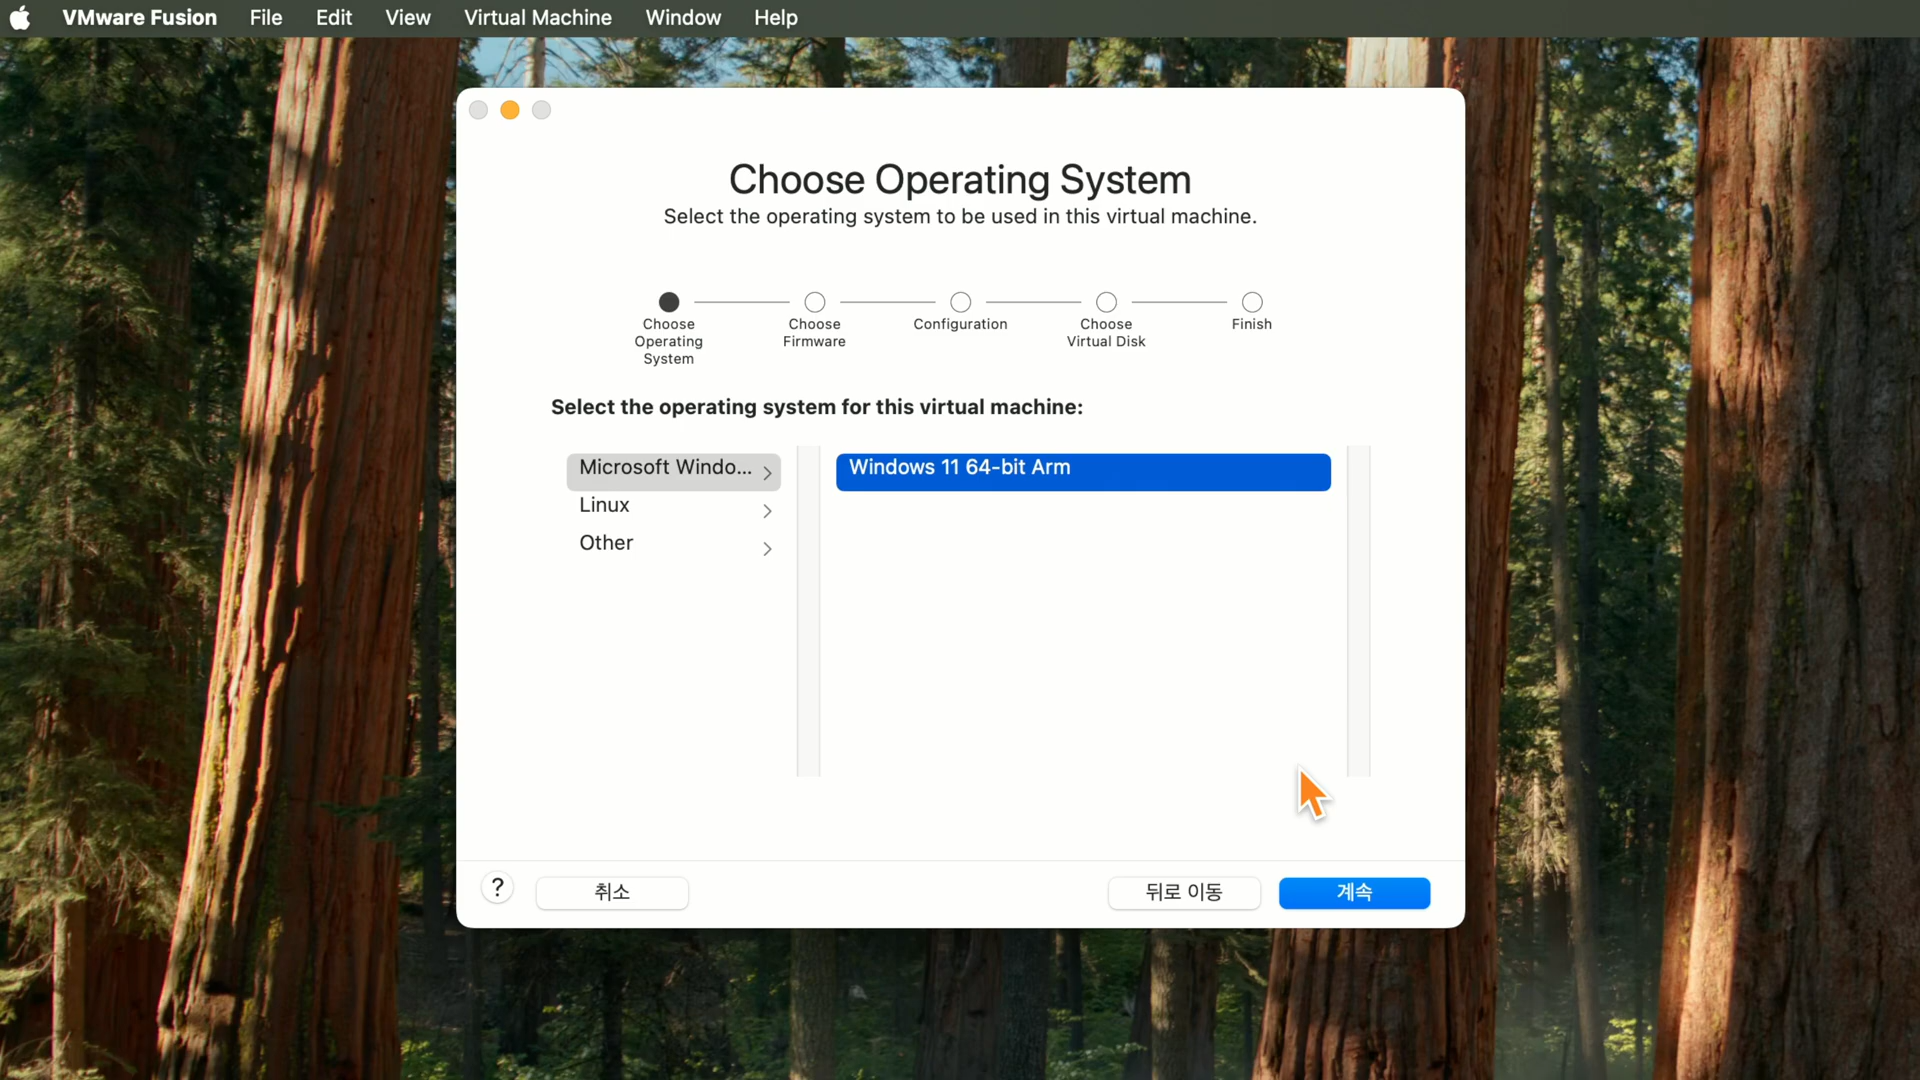 VMware Fusion File Edit View Virtual Machine Window Help
Choose Operating System
Select the operating system to be used in this virtual machine.
Choose Operating System
Choose Firmware
Configuration
Choose Virtual Disk
Finish
Select the operating system for this virtual machine:
Microsoft Windo...
Linux
Other
Windows 11 64-bit Arm
?
취소
뒤로 이동
계속